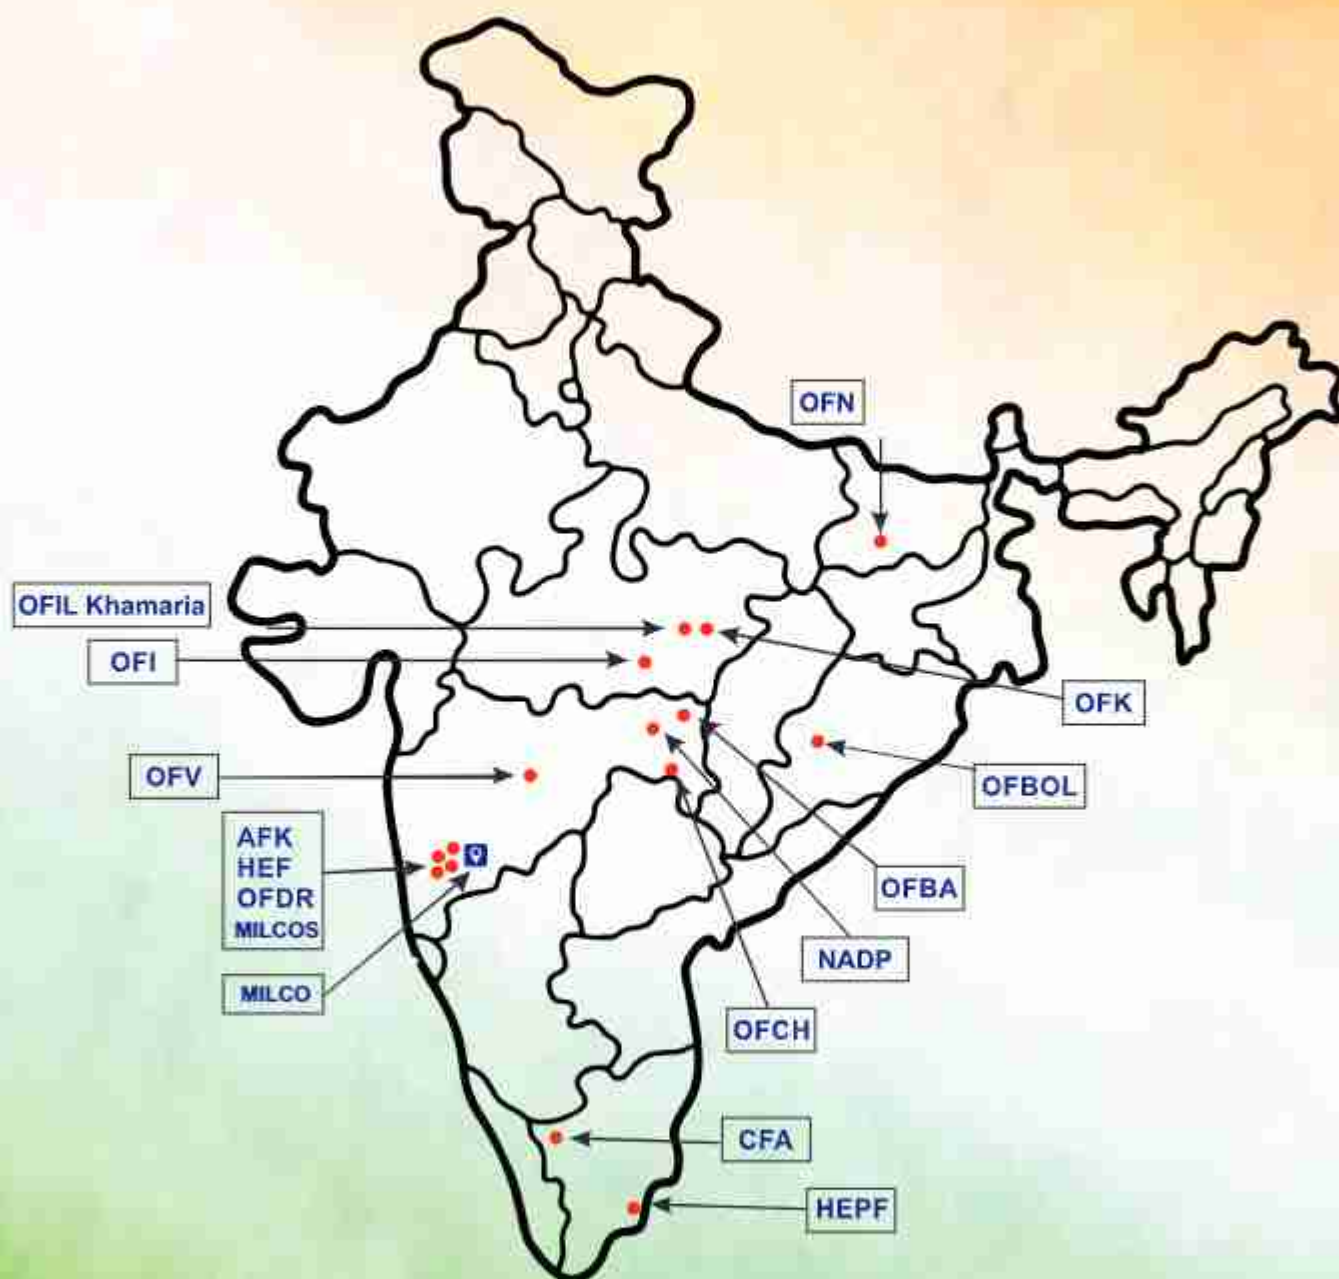 OFN
OFIL Khamaria
OFI
OFK
OFV
OFBOL
AFK
HEF
OFDR
MILCOS
OFBA
NADP
MILCO
OFCH
CFA
HEPF